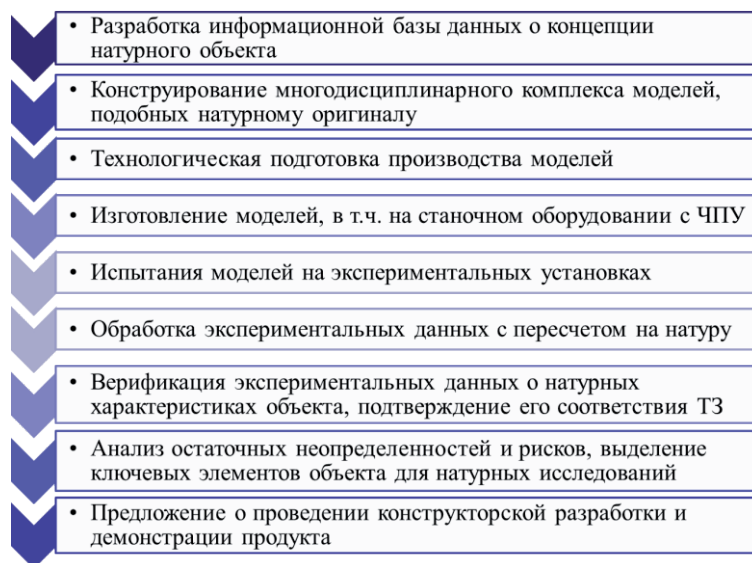 • Разработка информационной базы данных о концепции
натурного объекта
• Конструирование многодисциплинарного комплекса моделей,
подобных натурному оригиналу
• Технологическая подготовка производства моделей
• Изготовление моделей, в т.ч. на станочном оборудовании с ЧПУ
• Испытания моделей на экспериментальных установках
• Обработка экспериментальных данных с пересчетом на натуру
• Верификация экспериментальных данных о натурных
характеристиках объекта, подтверждение его соответствия ТЗ
• Анализ остаточных неопределенностей и рисков, выделение
ключевых элементов объекта для натурных исследований
• Предложение о проведении конструкторской разработки и
демонстрации продукта